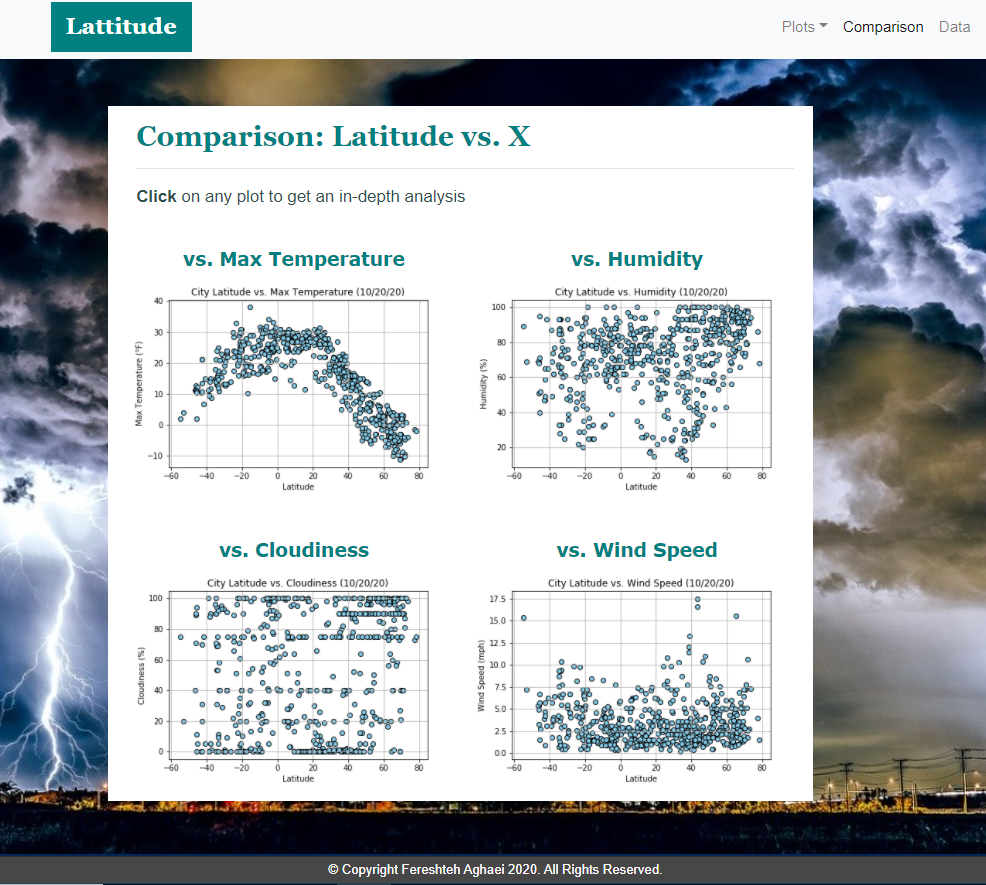 Lattitude
Plots Comparison Data
Comparison: Latitude vs. X
Click on any plot to get an in-depth analysis
vs. Max Temperature
City Latitude vs. Max Temperature (10/20/20)
Max Temperature (°F)
40
30
20
10
0
−10
−60 −40 −20 0 20 40 60 80
Latitude
vs. Humidity
City Latitude vs. Humidity (10/20/20)
Humidity (%)
100
80
60
40
20
−60 −40 −20 0 20 40 60 80
Latitude
vs. Cloudiness
City Latitude vs. Cloudiness (10/20/20)
Cloudiness (%)
100
80
60
40
20
0
−60 −40 −20 0 20 40 60 80
Latitude
vs. Wind Speed
City Latitude vs. Wind Speed (10/20/20)
Wind Speed (mph)
17.5
15.0
12.5
10.0
7.5
5.0
2.5
0.0
−60 −40 −20 0 20 40 60 80
Latitude
© Copyright Fereshteh Aghaei 2020. All Rights Reserved.